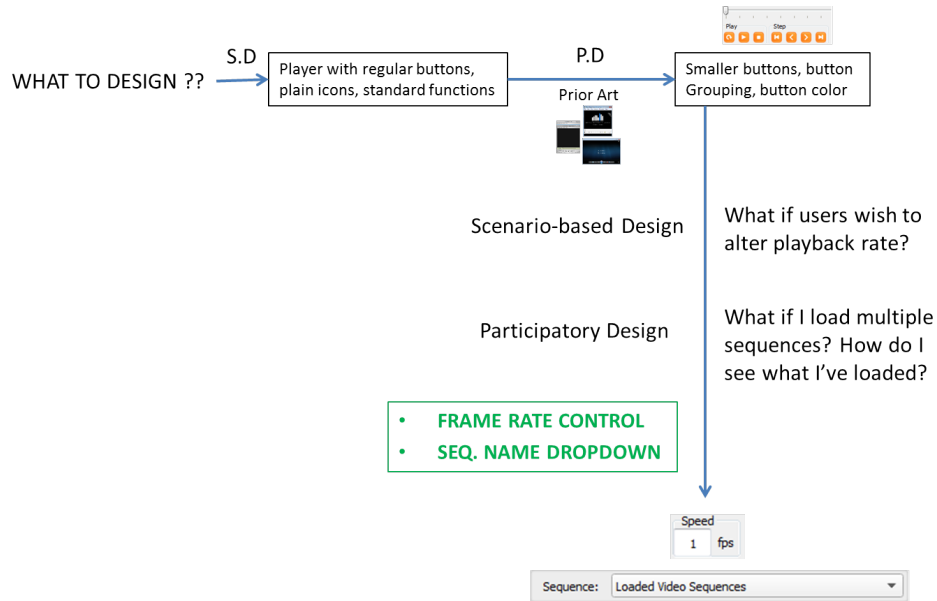 WHAT TO DESIGN ??
S.D
Player with regular buttons,
plain icons, standard functions
P.D
Prior Art
Play
Step
Smaller buttons, button
Grouping, button color
Scenario-based Design
What if users wish to
alter playback rate?
Participatory Design
What if I load multiple
sequences? How do I
see what I've loaded?
• FRAME RATE CONTROL
• SEQ. NAME DROPDOWN
Speed
1 fps
Sequence: Loaded Video Sequences